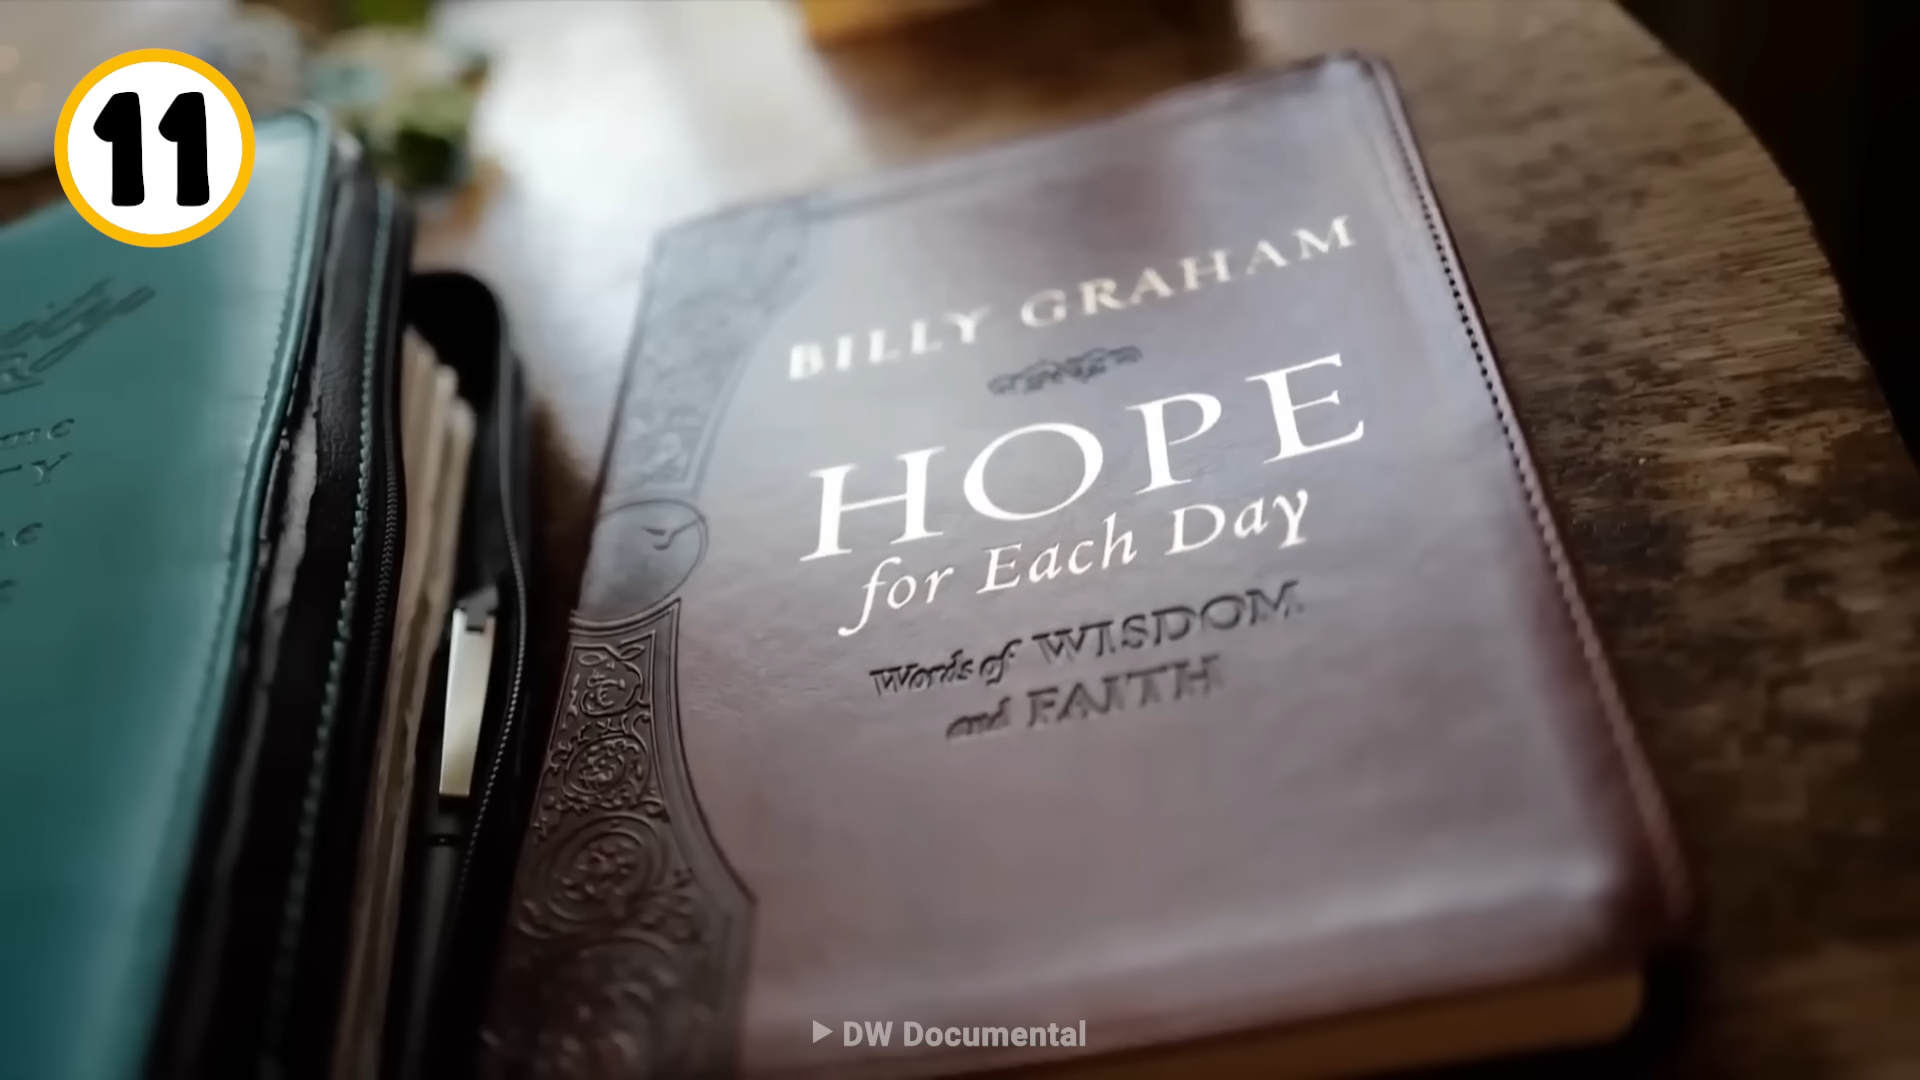 11
BILLY GRAHAM
HOPE
for Each Day
Words of WISDOM
and FAITH
DW Documental